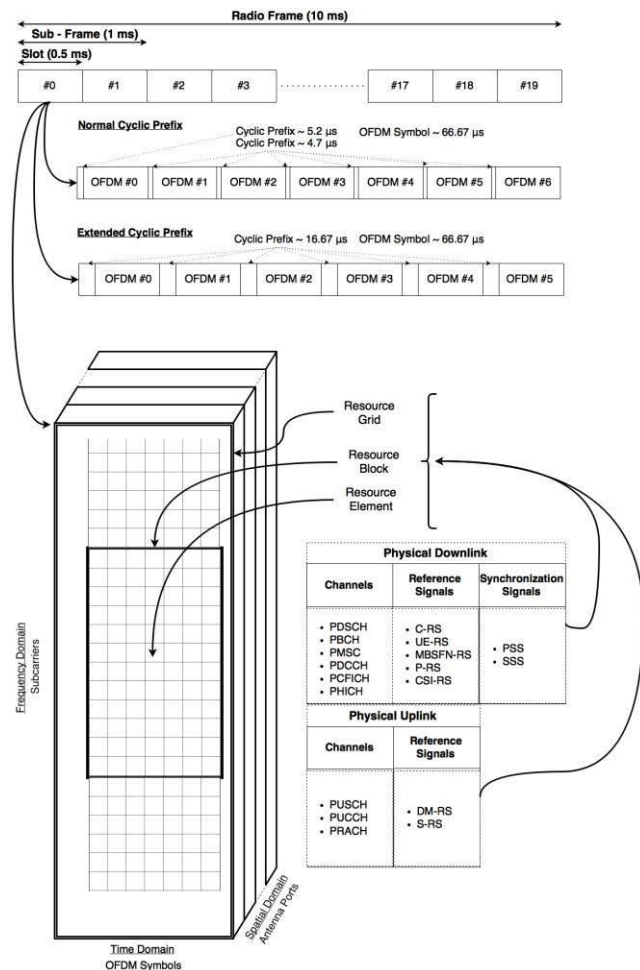 Radio Frame (10 ms)
Sub - Frame (1 ms)
Slot (0.5 ms)
#0 #1 #2 #3 #17 #18 #19
Normal Cyclic Prefix
Cyclic Prefix ~ 5.2 µs OFDM Symbol ~ 66.67 µs
Cyclic Prefix ~ 4.7 µs
OFDM #0 OFDM #1 OFDM #2 OFDM #3 OFDM #4 OFDM #5 OFDM #6
Extended Cyclic Prefix
Cyclic Prefix ~ 16.67 µs OFDM Symbol ~ 66.67 µs
OFDM #0 OFDM #1 OFDM #2 OFDM #3 OFDM #4 OFDM #5
Resource
Grid
Resource
Block
Resource
Element
Physical Downlink
Channels
Reference
Signals
Synchronization
Signals
• PDSCH
• PBCH
• PMSC
• PDCCH
• PCFICH
• PHICH
• C-RS
• UE-RS
• MBSFN-RS
• P-RS
• CSI-RS
• PSS
• SSS
Physical Uplink
Channels
Reference
Signals
• PUSCH
• PUCCH
• PRACH
• DM-RS
• S-RS
Frequency Domain
Subcarriers
Spatial Domain
Antenna Ports
Time Domain
OFDM Symbols